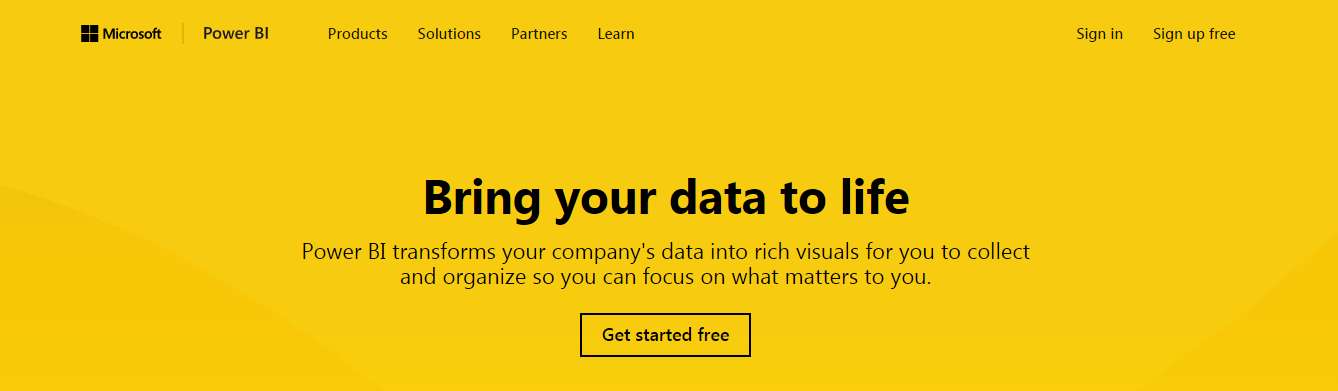 Microsoft Power BI Products Solutions Partners Learn Sign in Sign up free
Bring your data to life
Power BI transforms your company's data into rich visuals for you to collect
and organize so you can focus on what matters to you.
Get started free